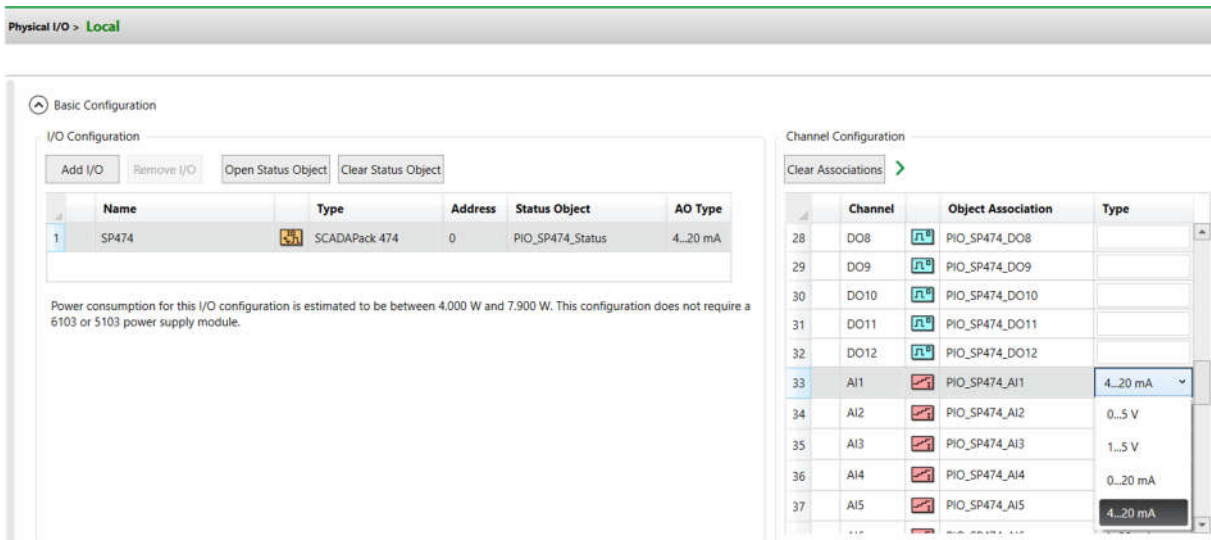 Physical I/O > Local
Basic Configuration
I/O Configuration
Add I/O Remove I/O Open Status Object Clear Status Object
Name Type Address Status Object AO Type
1 SP474 SCADAPack 474 0 PIO_SP474_Status 4...20 mA
Power consumption for this I/O configuration is estimated to be between 4.000 W and 7.900 W. This configuration does not require a
6103 or 5103 power supply module.
Channel Configuration
Clear Associations
Channel Object Association Type
28 DO8 PIO_SP474_DO8
29 DO9 PIO_SP474_DO9
30 DO10 PIO_SP474_DO10
31 DO11 PIO_SP474_DO11
32 DO12 PIO_SP474_DO12
33 AI1 PIO_SP474_AI1 4...20 mA
34 AI2 PIO_SP474_AI2 0...5 V
35 AI3 PIO_SP474_AI3 1...5 V
36 AI4 PIO_SP474_AI4 0...20 mA
37 AI5 PIO_SP474_AI5 4...20 mA